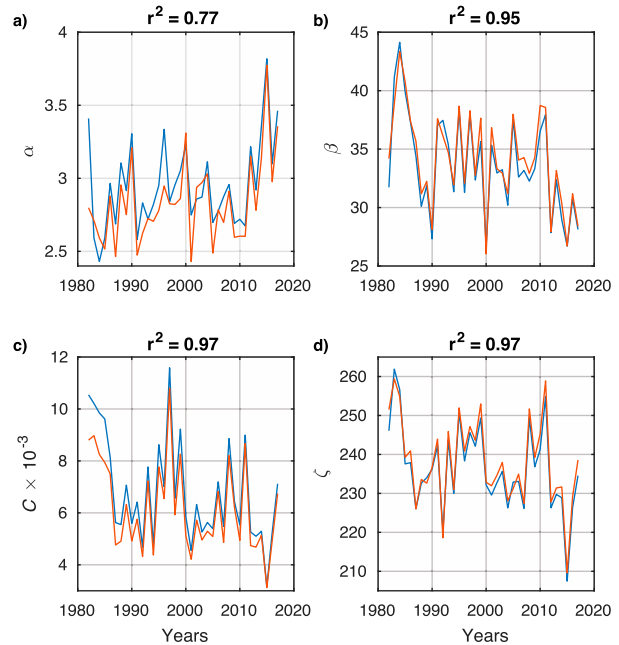 a)
r² = 0.77
4
3.5
3
2.5
α
1980
1990
2000
2010
2020
b)
r² = 0.95
45
40
35
30
25
β
1980
1990
2000
2010
2020
c)
r² = 0.97
12
10
8
6
4
C × 10⁻³
1980
1990
2000
2010
2020
Years
d)
r² = 0.97
260
250
240
230
220
210
ζ
1980
1990
2000
2010
2020
Years